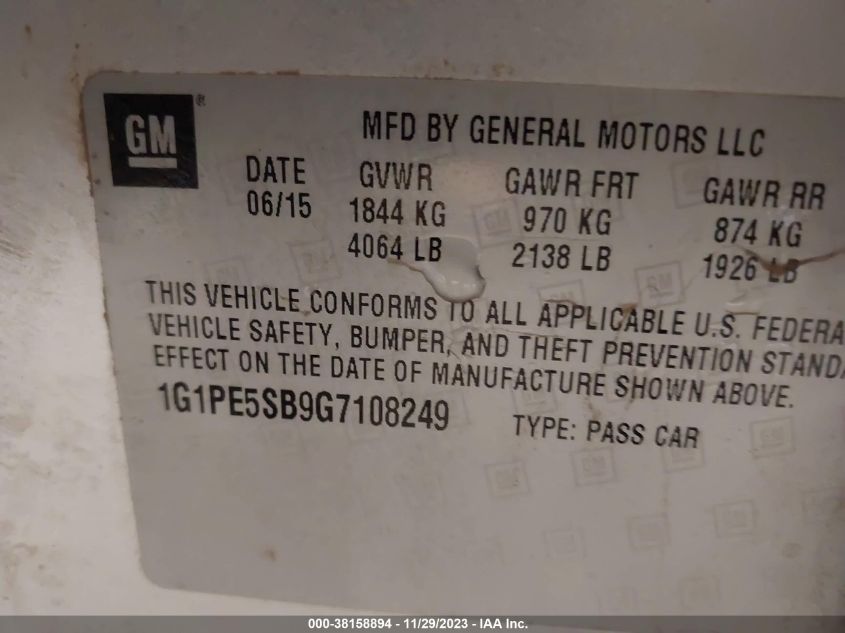 GM ®
MFD BY GENERAL MOTORS LLC
DATE GVWR GAWR FRT GAWR RR
06/15 1844 KG 970 KG 874 KG
4064 LB 2138 LB 1926 LB
THIS VEHICLE CONFORMS TO ALL APPLICABLE U.S. FEDERA
VEHICLE SAFETY, BUMPER, AND THEFT PREVENTION STANDA
EFFECT ON THE DATE OF MANUFACTURE SHOWN ABOVE.
1G1PE5SB9G7108249 TYPE: PASS CAR
000-38158894 - 11/29/2023 - IAA Inc.